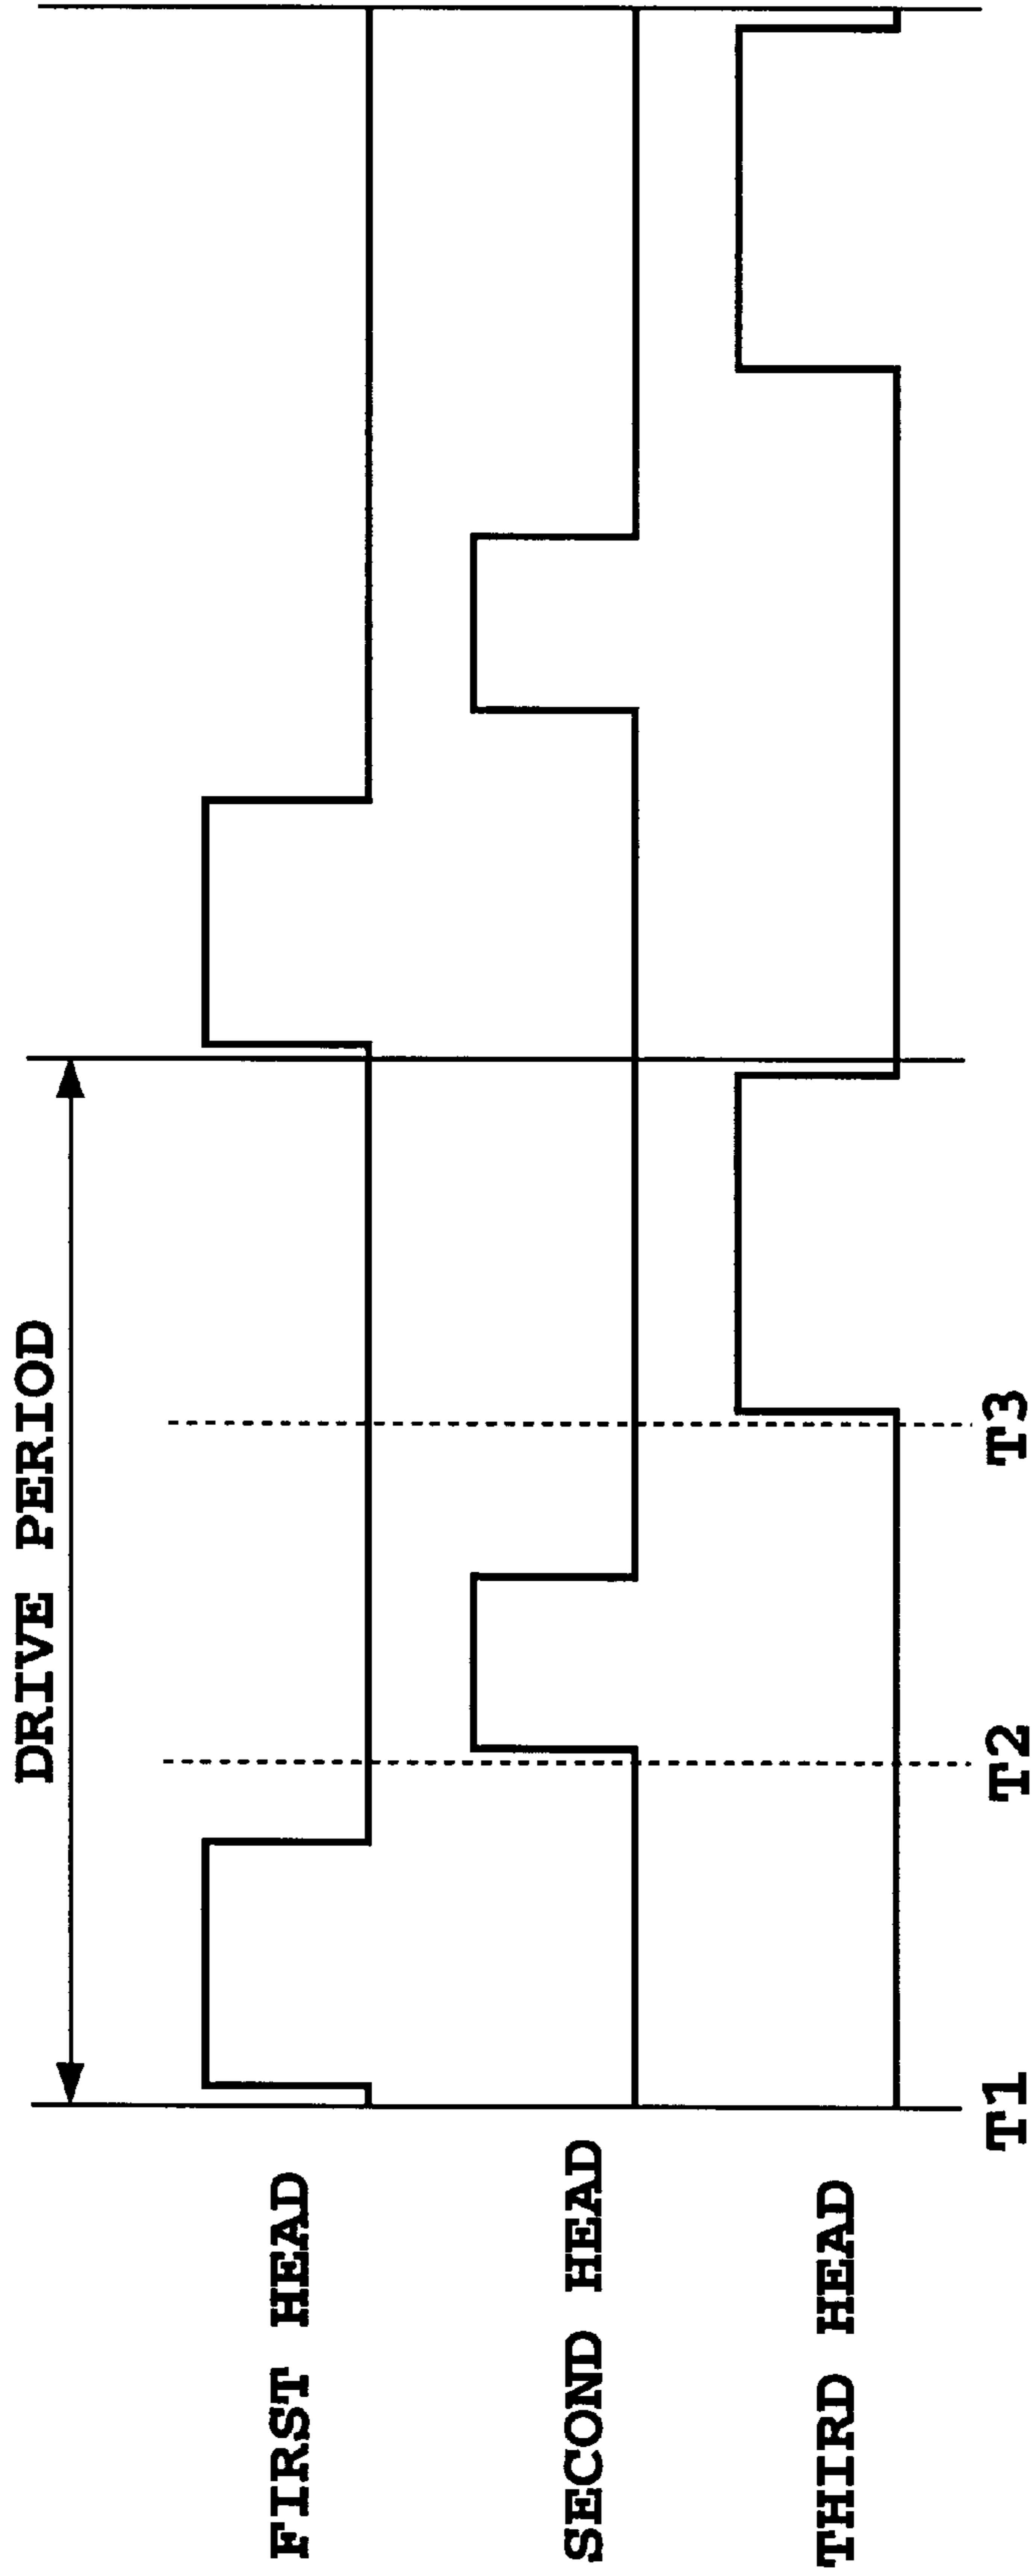 DRIVE PERIOD
FIRST HEAD
SECOND HEAD
THIRD HEAD
T1
T2
T3